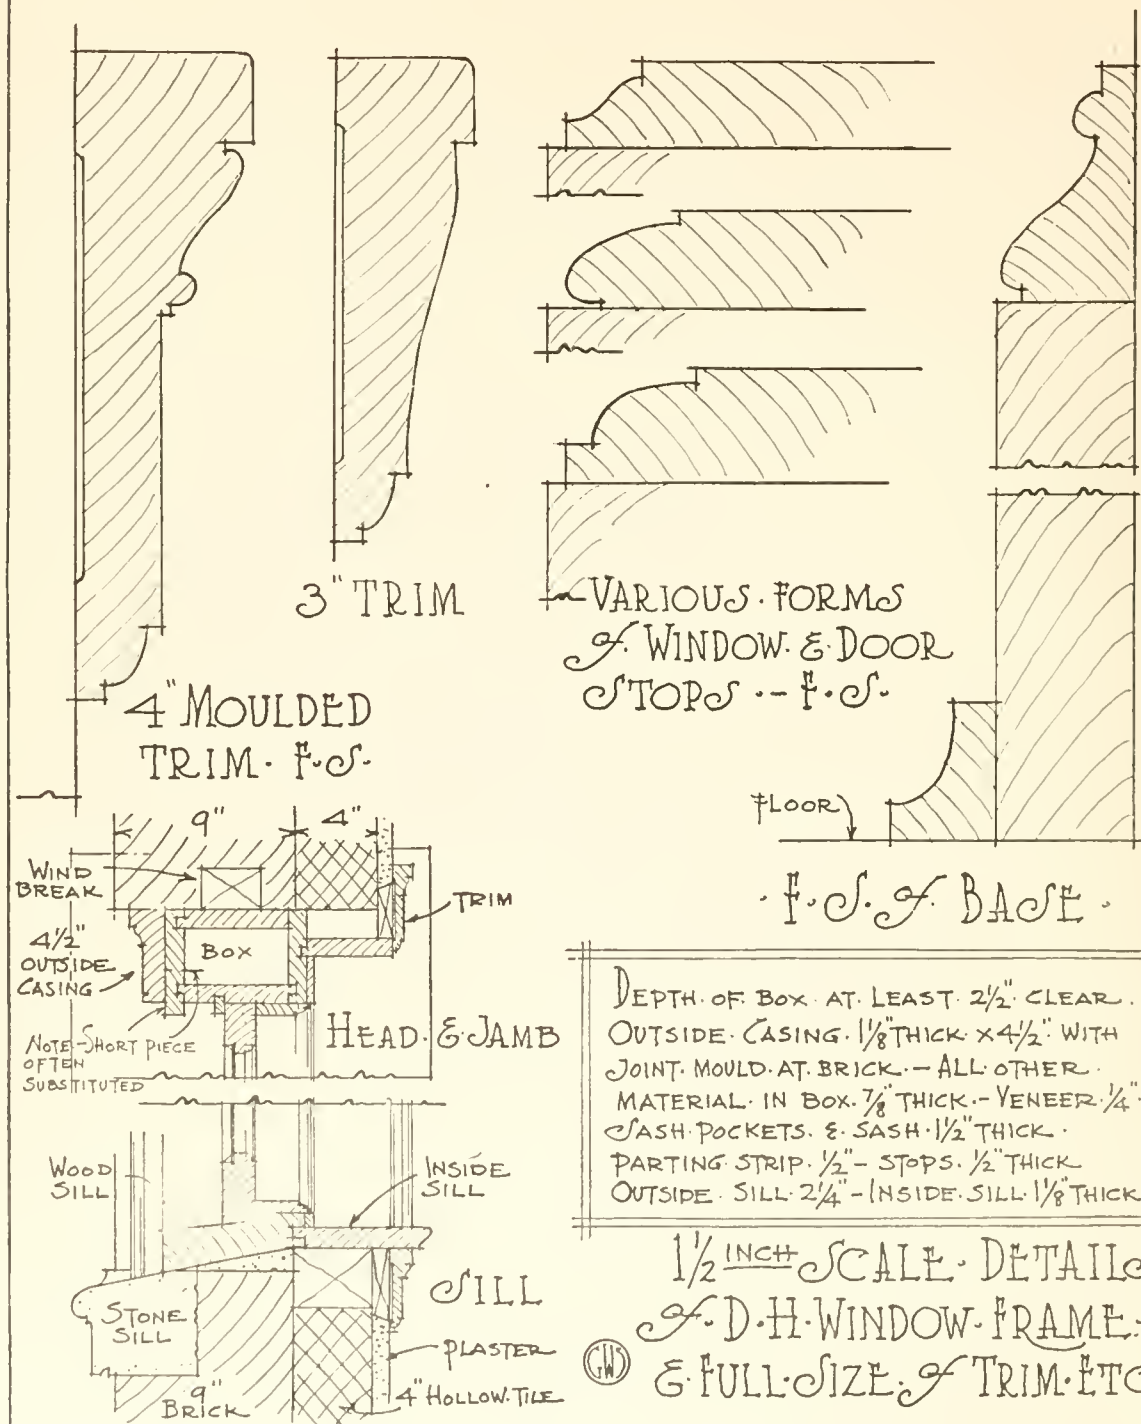 3" TRIM
4" MOULDED
TRIM · F·S·
VARIOUS · FORMS
of · WINDOW · & · DOOR
STOPS · – F·S·
FLOOR
· F·S· of · BASE ·
9"
4"
WIND
BREAK
TRIM
4½"
OUTSIDE
CASING
BOX
NOTE – SHORT PIECE
OFTEN
SUBSTITUTED
HEAD · & · JAMB
DEPTH · OF · BOX · AT · LEAST · 2½" · CLEAR ·
OUTSIDE · CASING · 1⅛" THICK · x 4½" · WITH
JOINT · MOULD · AT · BRICK · – ALL · OTHER ·
MATERIAL · IN · BOX · ⅞" THICK · – VENEER · ¼" –
SASH · POCKETS · & · SASH · 1½" THICK ·
PARTING · STRIP · ½" – STOPS · ½" THICK
OUTSIDE · SILL · 2¼" – INSIDE · SILL · 1⅛" THICK
WOOD
SILL
INSIDE
SILL
SILL
STONE
SILL
PLASTER
9"
BRICK
4" HOLLOW · TILE
1½ INCH SCALE · DETAILS
of · D·H· WINDOW · FRAME ·
GWS
& · FULL · SIZE · of TRIM · ETC